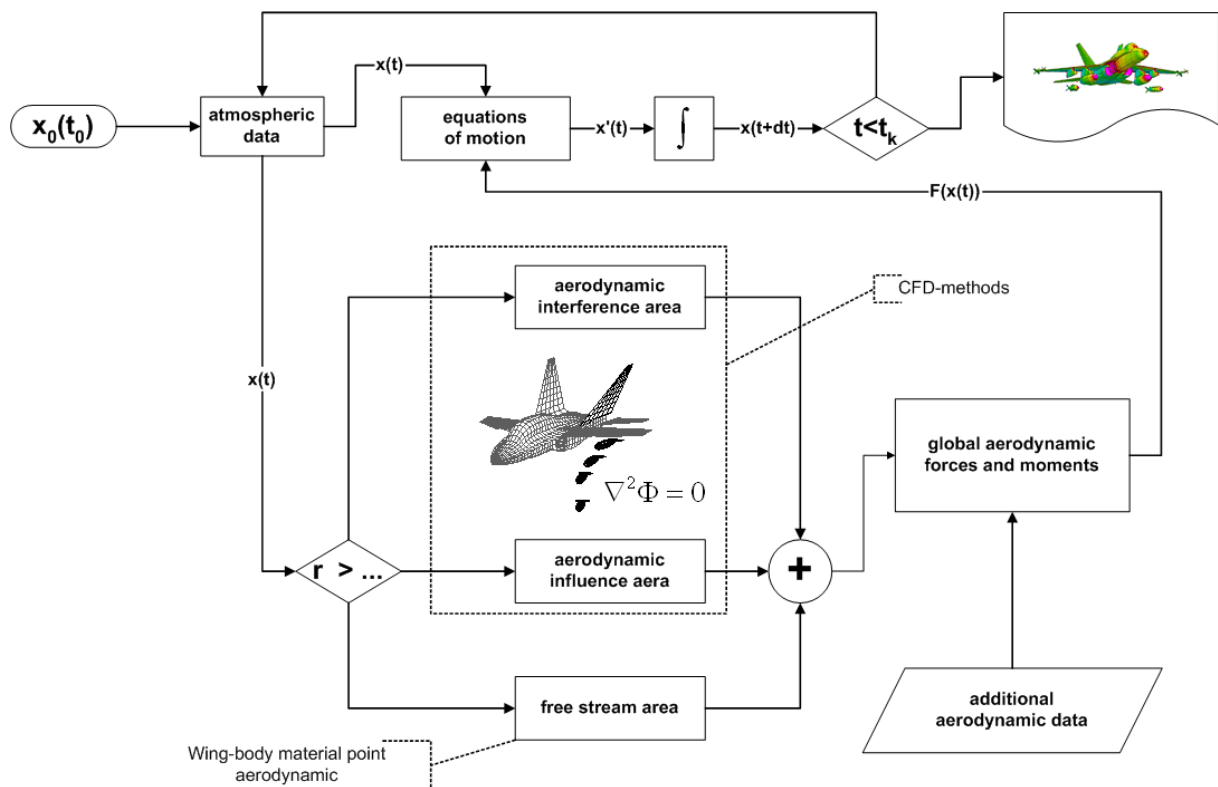 x(t)
x₀(t₀)
atmospheric
data
equations
of motion
x'(t)
∫
x(t+dt)
t<tₖ
F(x(t))
aerodynamic
interference area
CFD-methods
x(t)
∇²Φ = 0
global aerodynamic
forces and moments
r > ...
aerodynamic
influence aera
+
free stream area
additional
aerodynamic data
Wing-body material point
aerodynamic